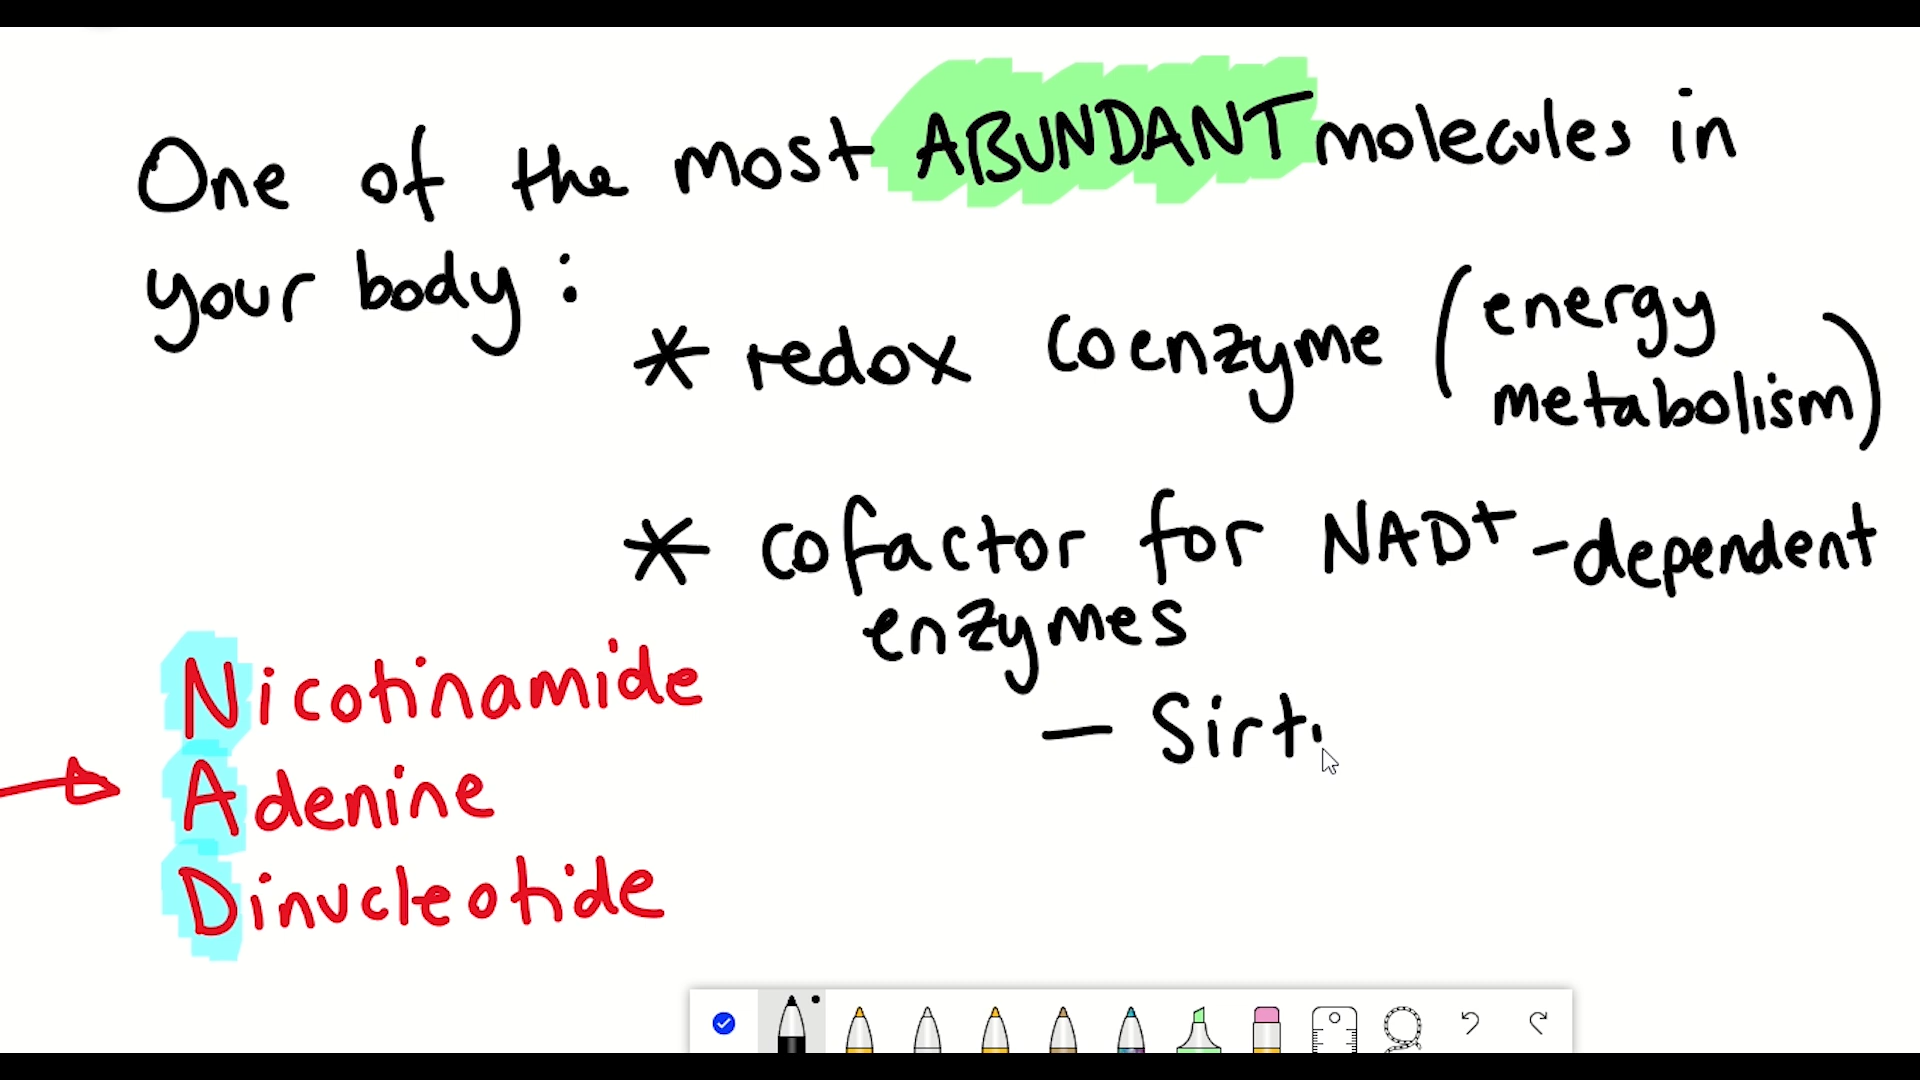 One of the most ABUNDANT molecules in
your body :
* redox coenzyme (energy
metabolism)
* cofactor for NAD+ -dependent
enzymes
- Sirti
Nicotinamide
Adenine
Dinucleotide